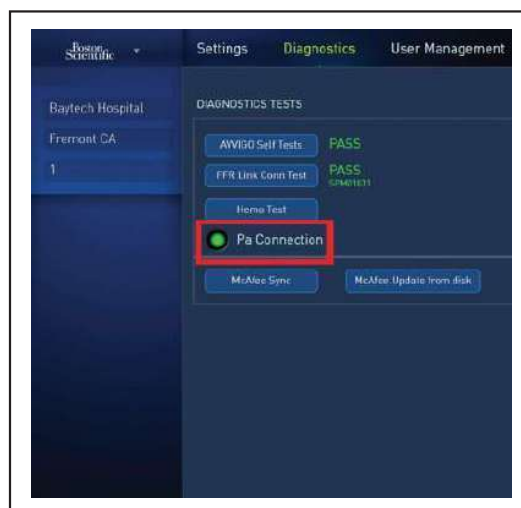 Boston
Scientific
Settings Diagnostics User Management
Baytech Hospital
Fremont CA
1
DIAGNOSTICS TESTS
AVVIGO Self Tests PASS
FFR Link Conn Test PASS
Hemo Test
Pa Connection
McAfee Sync McAfee Update from disk